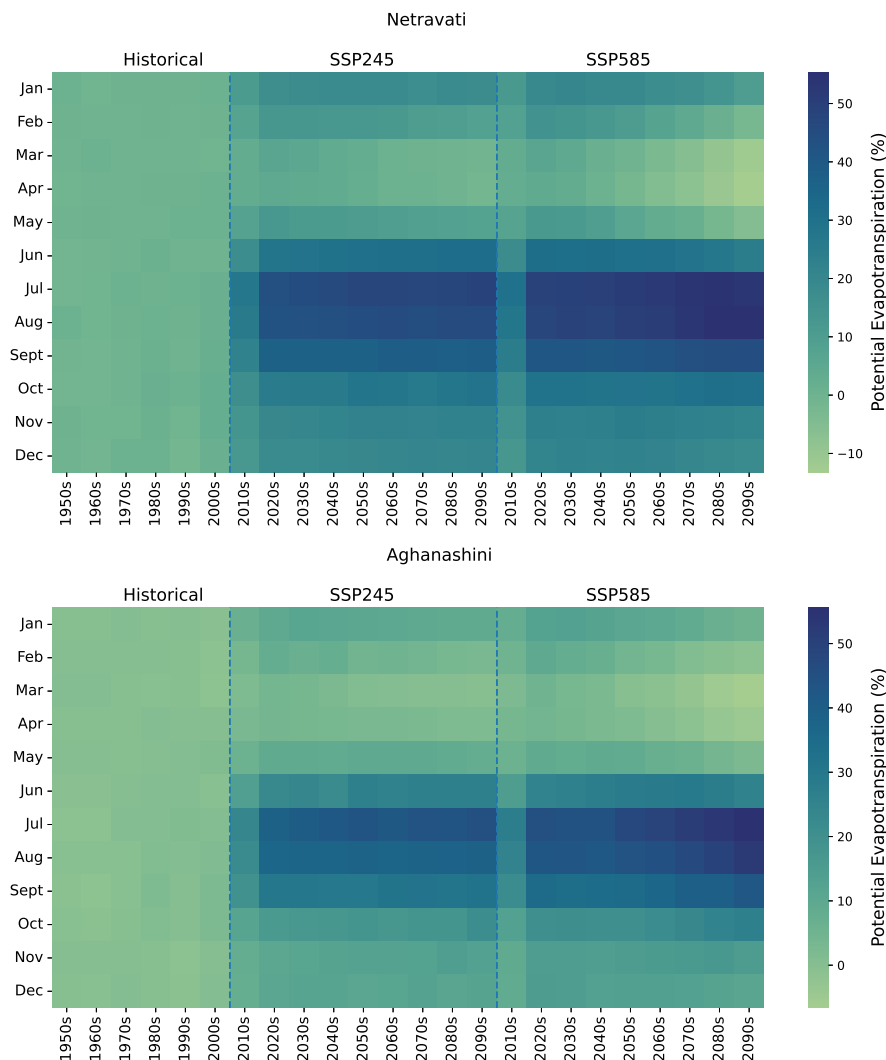 Netravati
Historical SSP245 SSP585
Jan
Feb
Mar
Apr
May
Jun
Jul
Aug
Sept
Oct
Nov
Dec
1950s 1960s 1970s 1980s 1990s 2000s 2010s 2020s 2030s 2040s 2050s 2060s 2070s 2080s 2090s 2010s 2020s 2030s 2040s 2050s 2060s 2070s 2080s 2090s
50
40
30
20
10
0
−10
Potential Evapotranspiration (%)
Aghanashini
Historical SSP245 SSP585
Jan
Feb
Mar
Apr
May
Jun
Jul
Aug
Sept
Oct
Nov
Dec
1950s 1960s 1970s 1980s 1990s 2000s 2010s 2020s 2030s 2040s 2050s 2060s 2070s 2080s 2090s 2010s 2020s 2030s 2040s 2050s 2060s 2070s 2080s 2090s
50
40
30
20
10
0
Potential Evapotranspiration (%)